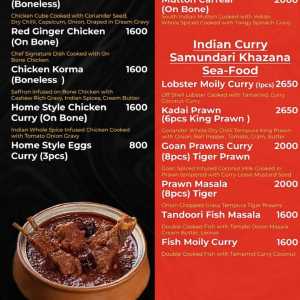 (Boneless)
Chicken Cube Cooked with Coriander Seed,
Dry Chilli, Capsicum, Onion, Draped in Cream Gravy
Red Ginger Chicken 1600
(On Bone)
Chef Signature Dish Cooked with On
Bone Chicken
Chicken Korma 1600
(Boneless )
Saffron Infused on Bone Chicken with
Cashew Rich Gravy, Indian Spices, Cream Butter
Home Style Chicken 1600
Curry (On Bone)
Indian Whole Spice Infused Chicken Cooked
with Tomato Onion Gravy
Home Style Eggs 800
Curry (3pcs)
Mutton Carrear 2000
(On Bone)
South Indian Mutton Cooked with Indian
Whole Spiced Cooked with Tangy Spinach Gravy
Indian Curry
Samundari Khazana
Sea-Food
Lobster Moily Curry (1pcs) 2650
Off Shell Lobster Cooked with Tamarind, Curry
Coconut Curry
Kadal Prawn 2650
(6pcs King Prawn )
Coriander Whole Dry Chilli Tempura King Prawn
with Onion, Bell Pepper, Tomato, Cram, Butter
Goan Prawns Curry 2000
(8pcs) Tiger Prawn
Goan Spiced Infused Coconut Milk Cooked in
Prawn tempered with Curry Leave Mustard Seed
Prawn Masala 2000
(8pcs) Tiger
Onion Chopped Gravy Tempura Tiger Prawns
Tandoori Fish Masala 1600
Double Cooked Fish with Tomato Onion Masala
Cream Butter, Lemon
Fish Moily Curry 1600
Double Cooked Fish with Tamarind Curry Coconut